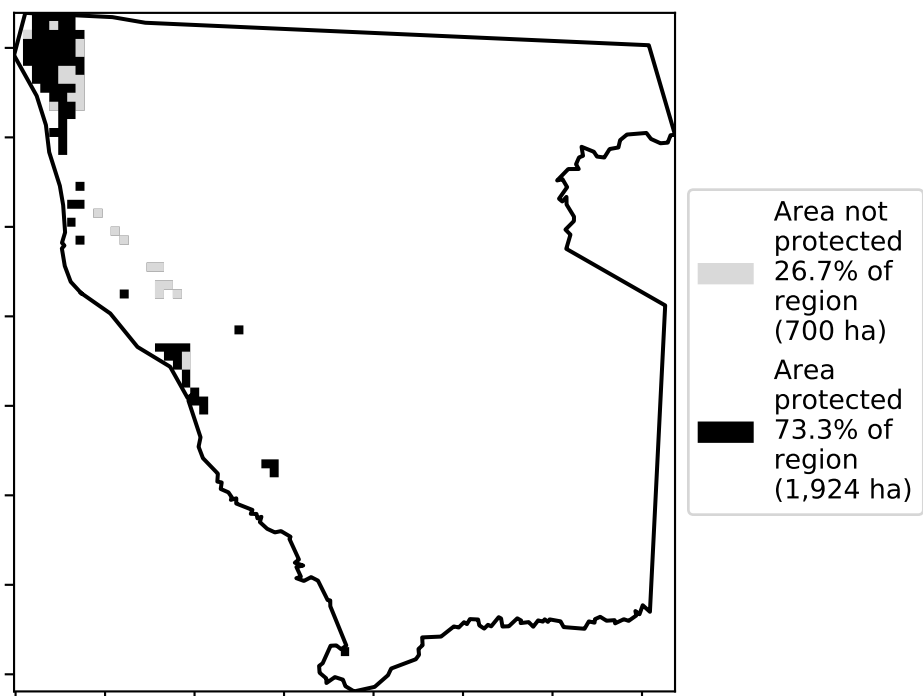 Area not
protected
26.7% of
region
(700 ha)
Area
protected
73.3% of
region
(1,924 ha)